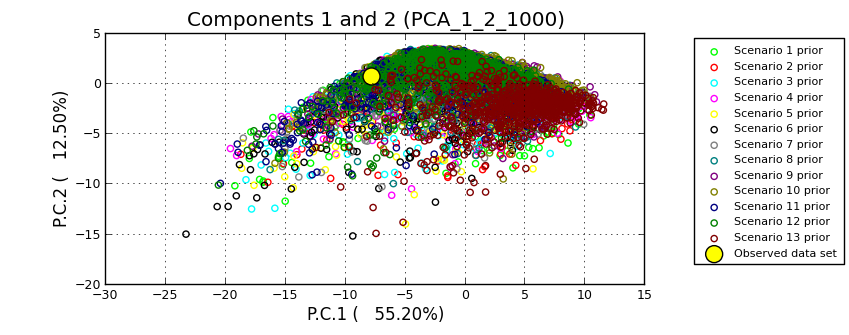 Components 1 and 2 (PCA_1_2_1000)
5
0
−5
−10
−15
−20
−30
−25
−20
−15
−10
−5
0
5
10
15
P.C.2 (   12.50%)
P.C.1 (   55.20%)
Scenario 1 prior
Scenario 2 prior
Scenario 3 prior
Scenario 4 prior
Scenario 5 prior
Scenario 6 prior
Scenario 7 prior
Scenario 8 prior
Scenario 9 prior
Scenario 10 prior
Scenario 11 prior
Scenario 12 prior
Scenario 13 prior
Observed data set